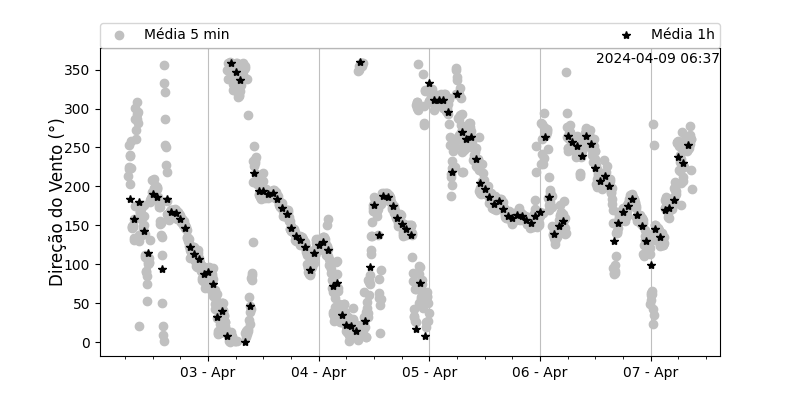 Média 5 min
Média 1h
2024-04-09 06:37
Direção do Vento (°)
350
300
250
200
150
100
50
0
03 - Apr
04 - Apr
05 - Apr
06 - Apr
07 - Apr